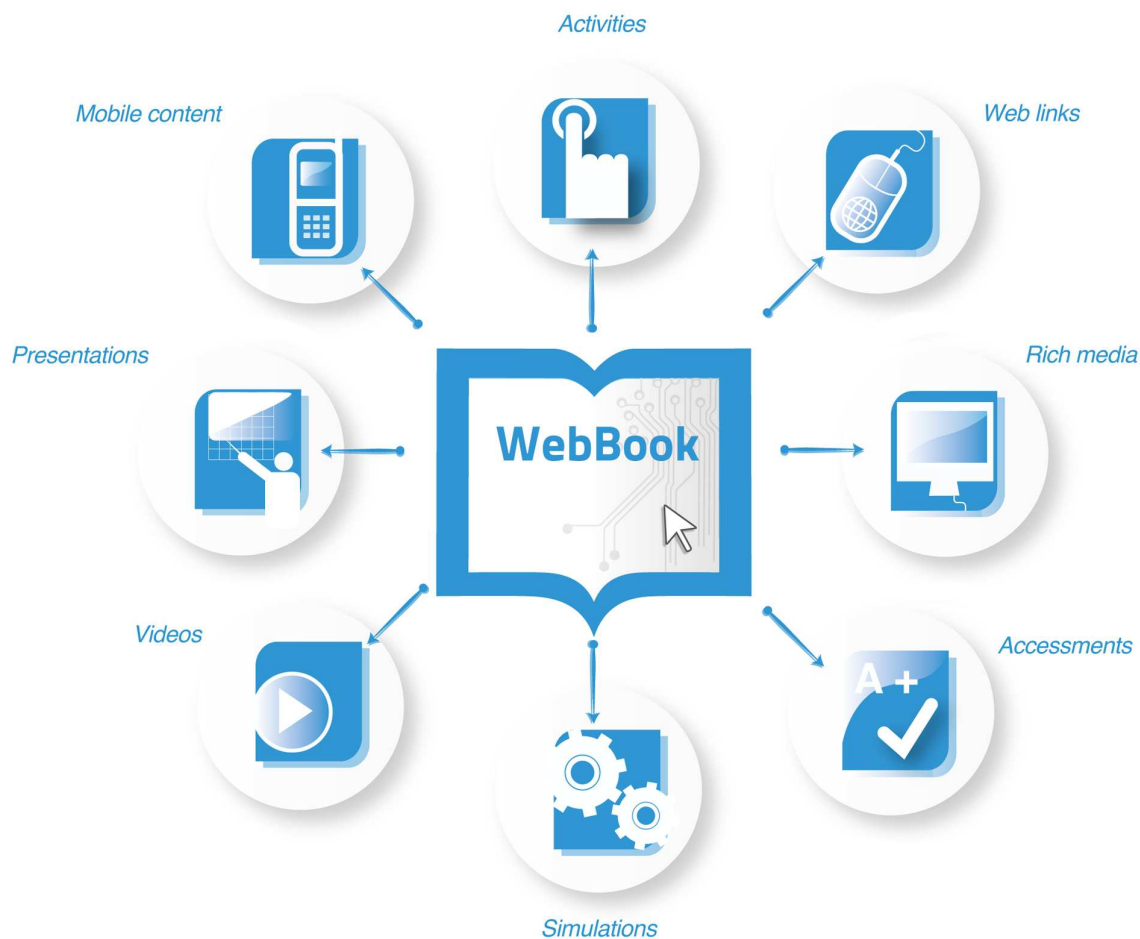 Activities
Mobile content
Web links
Presentations
Rich media
WebBook
Videos
Accessments
A +
Simulations